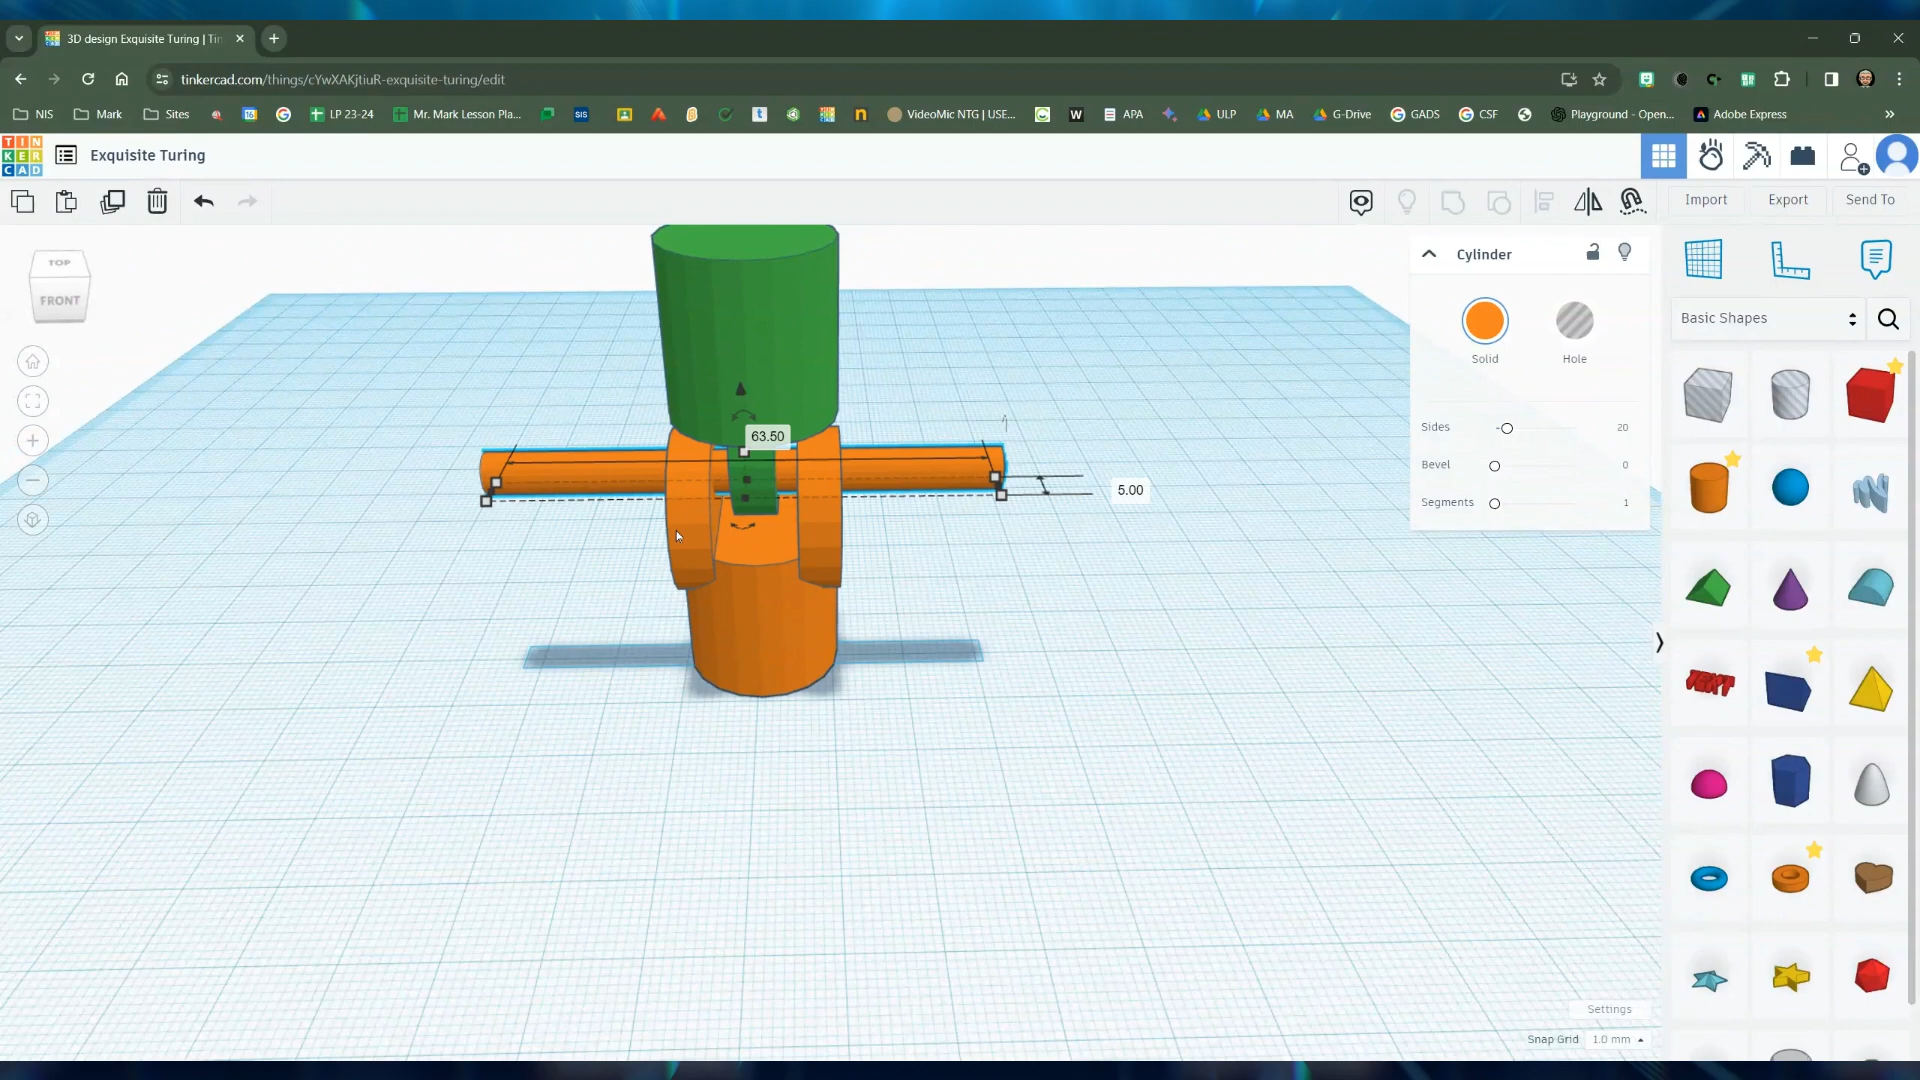 3D design Exquisite Turing | Tin
tinkercad.com/things/cYwXAKjtiuR-exquisite-turing/edit
NIS Mark Sites LP 23-24 Mr. Mark Lesson Pla... SIS VideoMic NTG | USE... W APA ULP MA G-Drive GADS CSF Playground - Open... Adobe Express
TIN
KER
CAD
Exquisite Turing
Import Export Send To
TOP
FRONT
Cylinder
Solid Hole
Sides 20
Bevel 0
Segments 1
63.50
5.00
Basic Shapes
TEXT
Settings
Snap Grid 1.0 mm